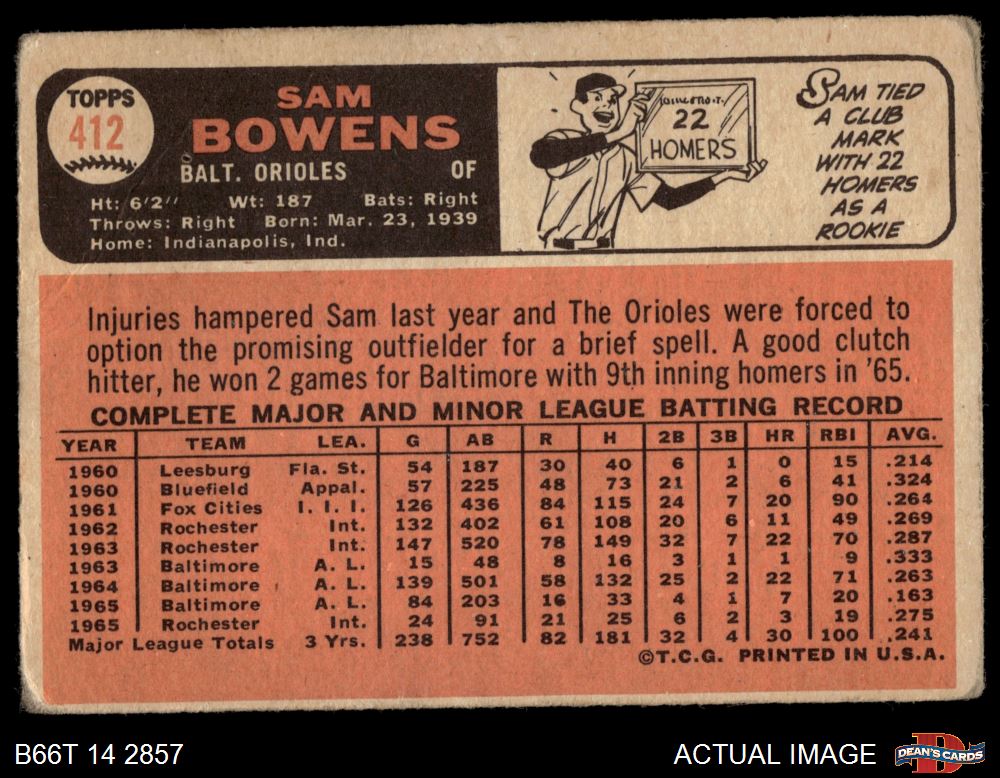 TOPPS
412
SAM
BOWENS
BALT. ORIOLES OF
Ht: 6'2" Wt: 187 Bats: Right
Throws: Right Born: Mar. 23, 1939
Home: Indianapolis, Ind.
22
HOMERS
SAM TIED
A CLUB
MARK
WITH 22
HOMERS
AS A
ROOKIE
Injuries hampered Sam last year and The Orioles were forced to
option the promising outfielder for a brief spell. A good clutch
hitter, he won 2 games for Baltimore with 9th inning homers in '65.
COMPLETE MAJOR AND MINOR LEAGUE BATTING RECORD
YEAR TEAM LEA. G AB R H 2B 3B HR RBI AVG.
1960 Leesburg Fla. St. 54 187 30 40 6 1 0 15 .214
1960 Bluefield Appal. 57 225 48 73 21 2 6 41 .324
1961 Fox Cities I. I. I. 126 436 84 115 24 7 20 90 .264
1962 Rochester Int. 132 402 61 108 20 6 11 49 .269
1963 Rochester Int. 147 520 78 149 32 7 22 70 .287
1963 Baltimore A. L. 15 48 8 16 3 1 1 9 .333
1964 Baltimore A. L. 139 501 58 132 25 2 22 71 .263
1965 Baltimore A. L. 84 203 16 33 4 1 7 20 .163
1965 Rochester Int. 24 91 21 25 6 2 3 19 .275
Major League Totals 3 Yrs. 238 752 82 181 32 4 30 100 .241
©T.C.G. PRINTED IN U.S.A.
B66T 14 2857 ACTUAL IMAGE DEAN'S CARDS